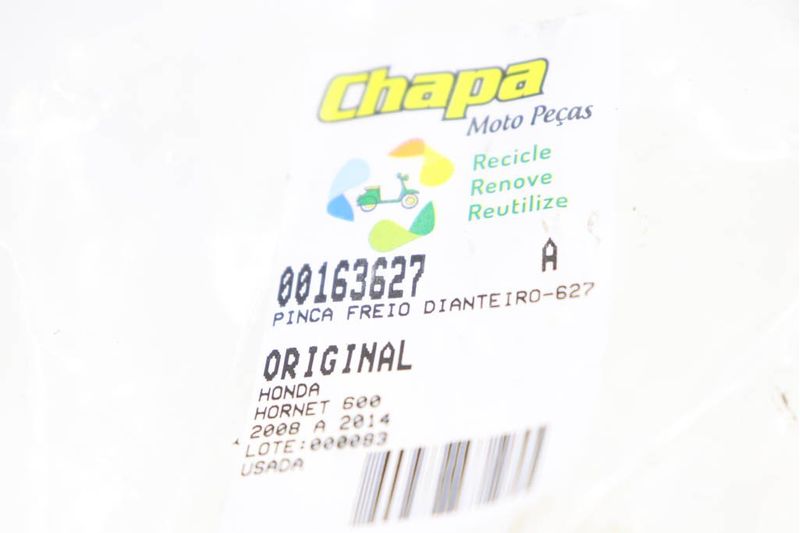 Chapa
Moto Peças
Recicle
Renove
Reutilize
00163627 A
PINCA FREIO DIANTEIRO-627
ORIGINAL
HONDA
HORNET 600
2008 A 2014
LOTE:000083
USADA